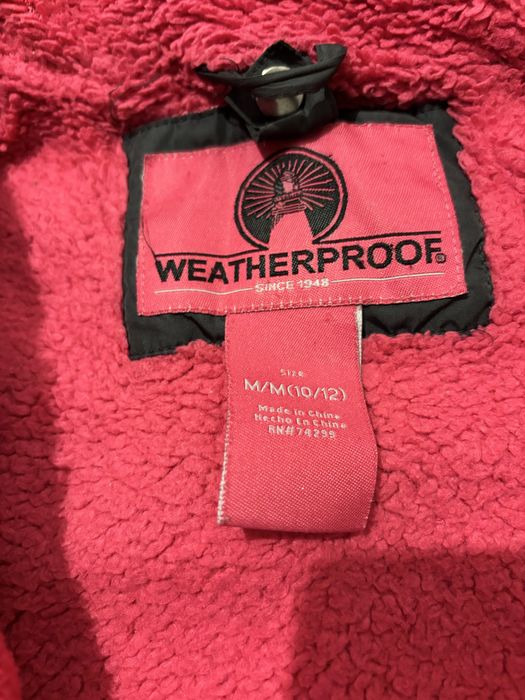 WEATHERPROOF®
SINCE 1948
SIZE
M/M(10/12)
Made in China
Hecho En China
RN#74299